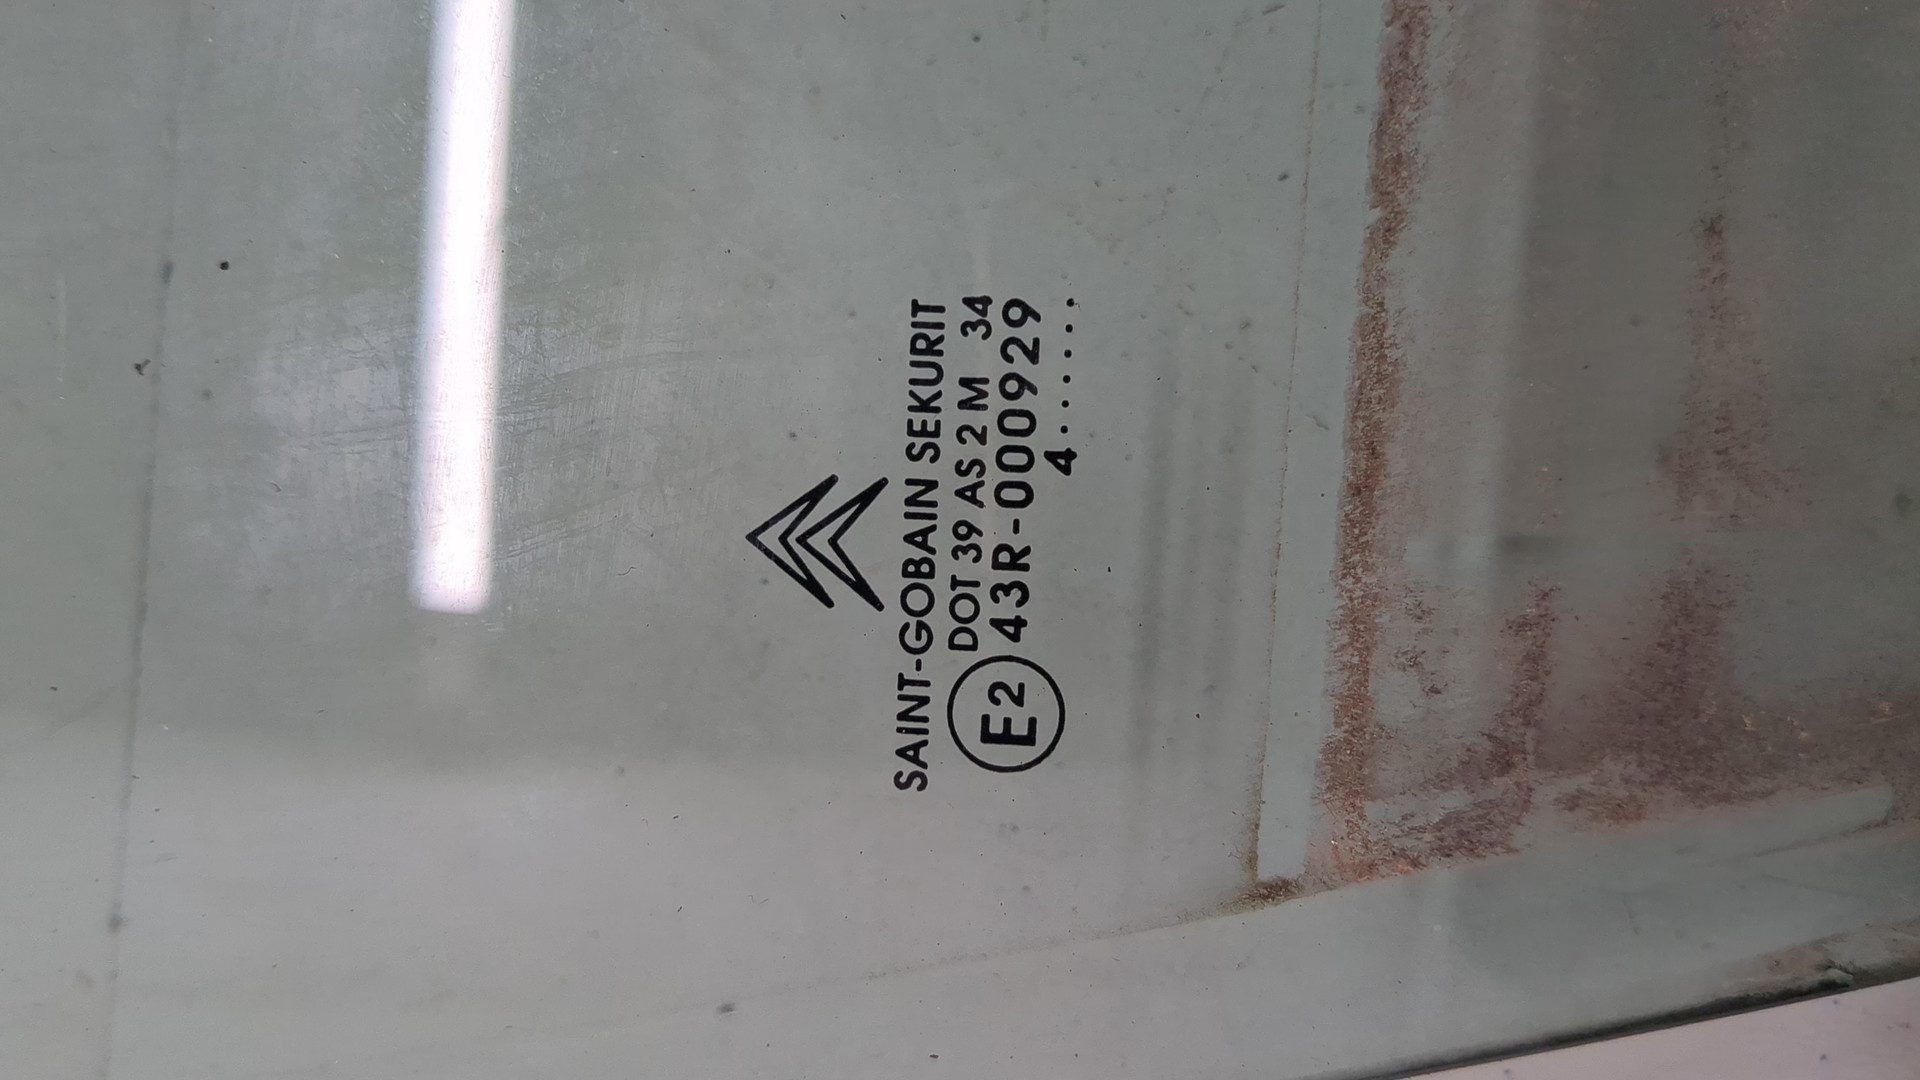 SAINT-GOBAIN SEKURIT
DOT 39 AS 2 M 34
E2 43R-000929
4.......